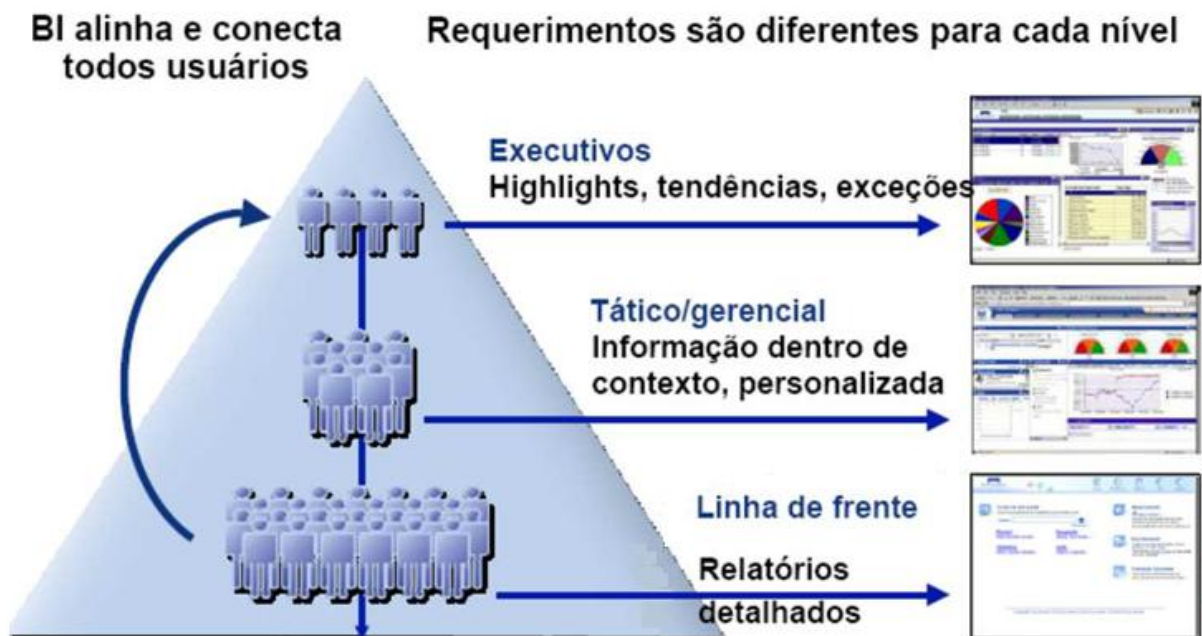 BI alinha e conecta
todos usuários
Requerimentos são diferentes para cada nível
Executivos
Highlights, tendências, exceções
Tático/gerencial
Informação dentro de
contexto, personalizada
Linha de frente
Relatórios
detalhados